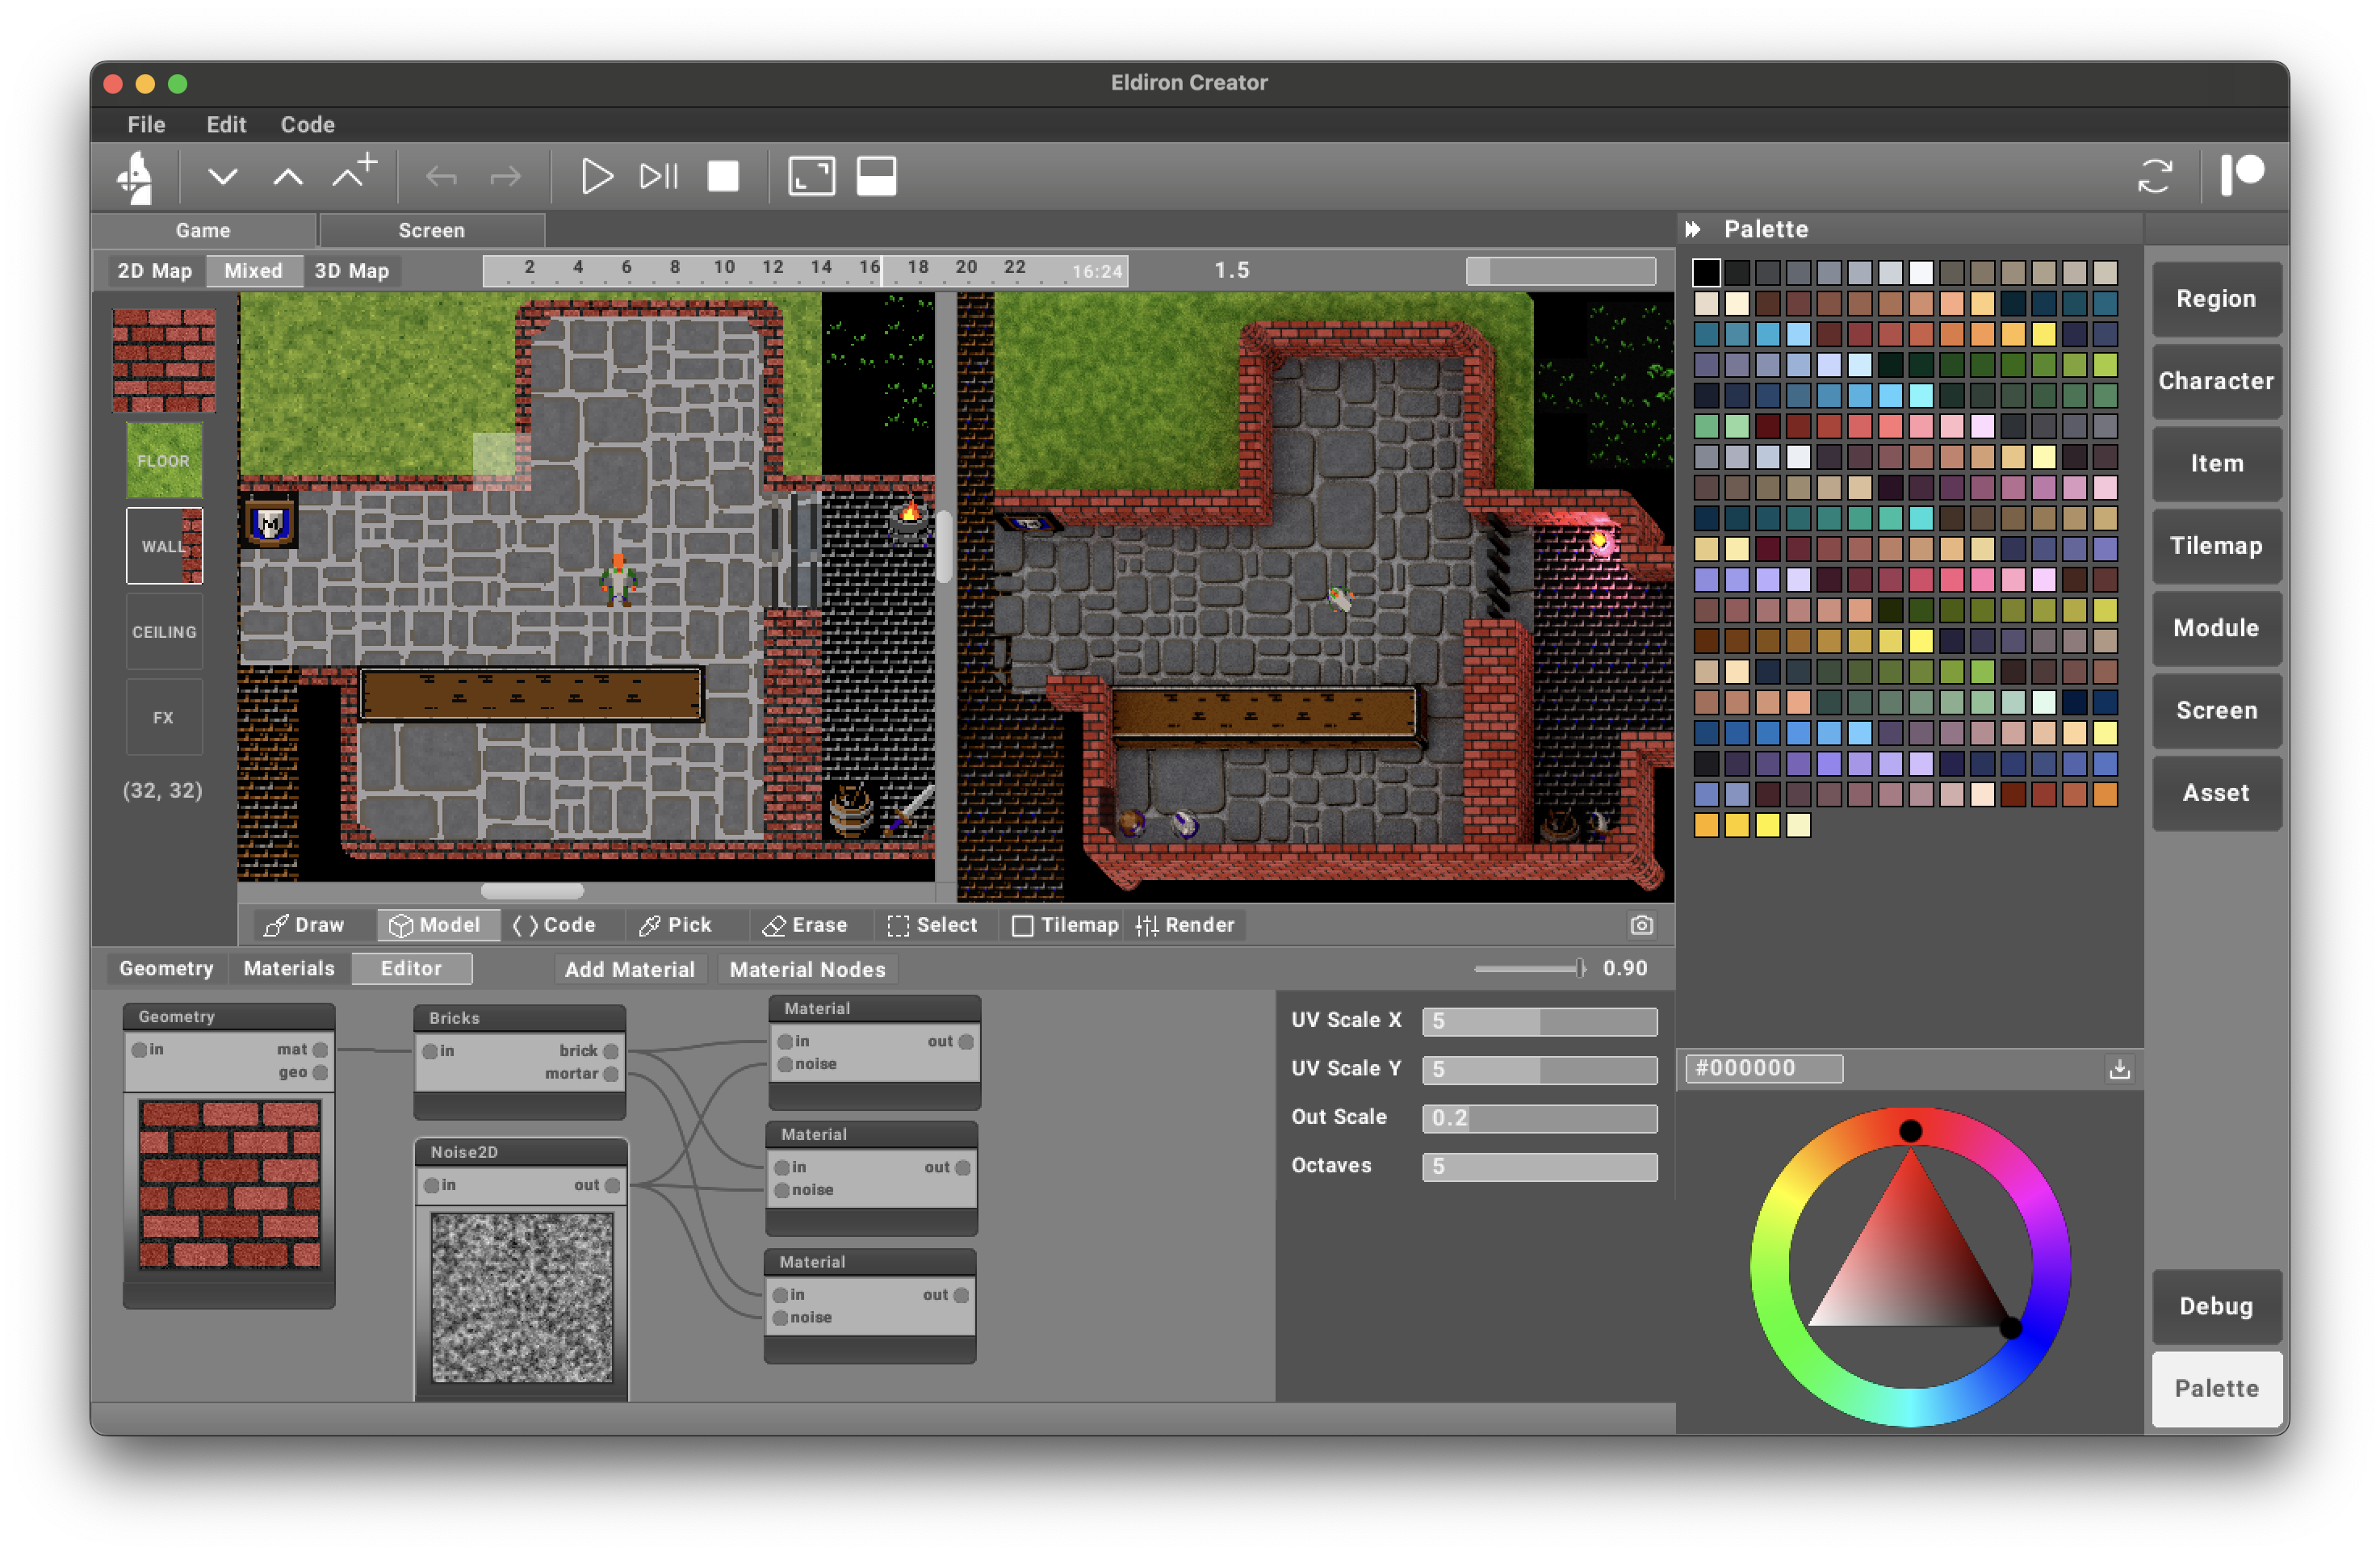 Eldiron Creator
File Edit Code
Game Screen
Palette
2D Map Mixed 3D Map
2 4 6 8 10 12 14 16 18 20 22 16:24
1.5
FLOOR
WALL
CEILING
FX
(32, 32)
Region
Character
Item
Tilemap
Module
Screen
Asset
Draw Model Code Pick Erase Select Tilemap Render
Geometry Materials Editor Add Material Material Nodes 0.90
Geometry
in mat
geo
Bricks
in brick
mortar
Noise2D
in out
Material
in out
noise
Material
in out
noise
Material
in out
noise
UV Scale X 5
UV Scale Y 5
Out Scale 0.2
Octaves 5
#000000
Debug
Palette